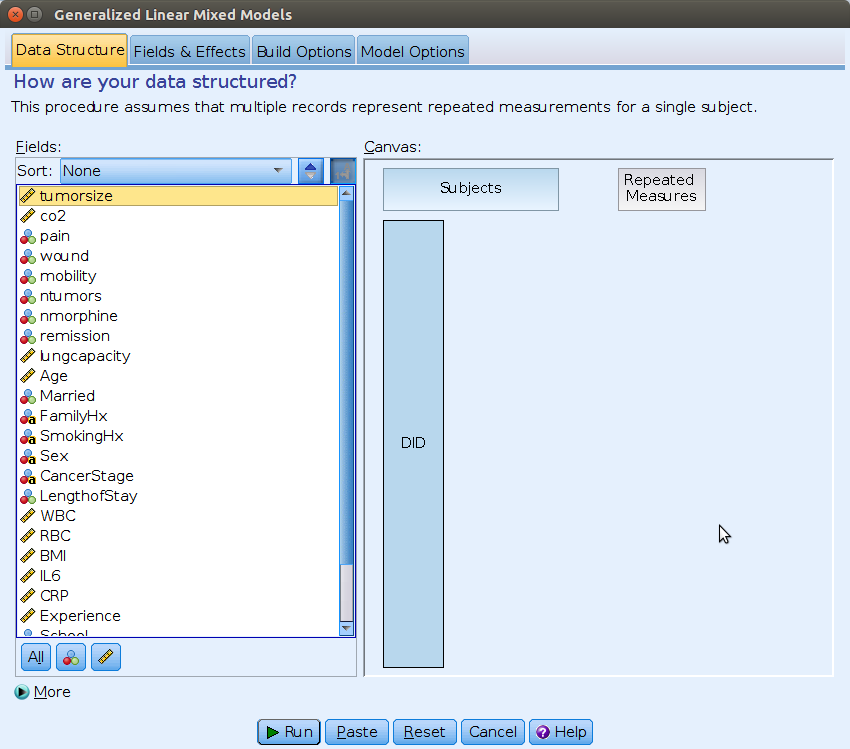 Generalized Linear Mixed Models
Data Structure Fields & Effects Build Options Model Options
How are your data structured?
This procedure assumes that multiple records represent repeated measurements for a single subject.
Fields:
Sort: None
tumorsize
co2
pain
wound
mobility
ntumors
nmorphine
remission
lungcapacity
Age
Married
FamilyHx
SmokingHx
Sex
CancerStage
LengthofStay
WBC
RBC
BMI
IL6
CRP
Experience
School
All
More
Canvas:
Subjects
Repeated
Measures
DID
Run Paste Reset Cancel Help